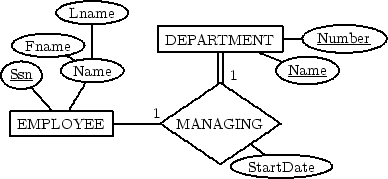 Lname
Fname
DEPARTMENT
Number
Ssn
Name
Name
1
1
EMPLOYEE
MANAGING
StartDate